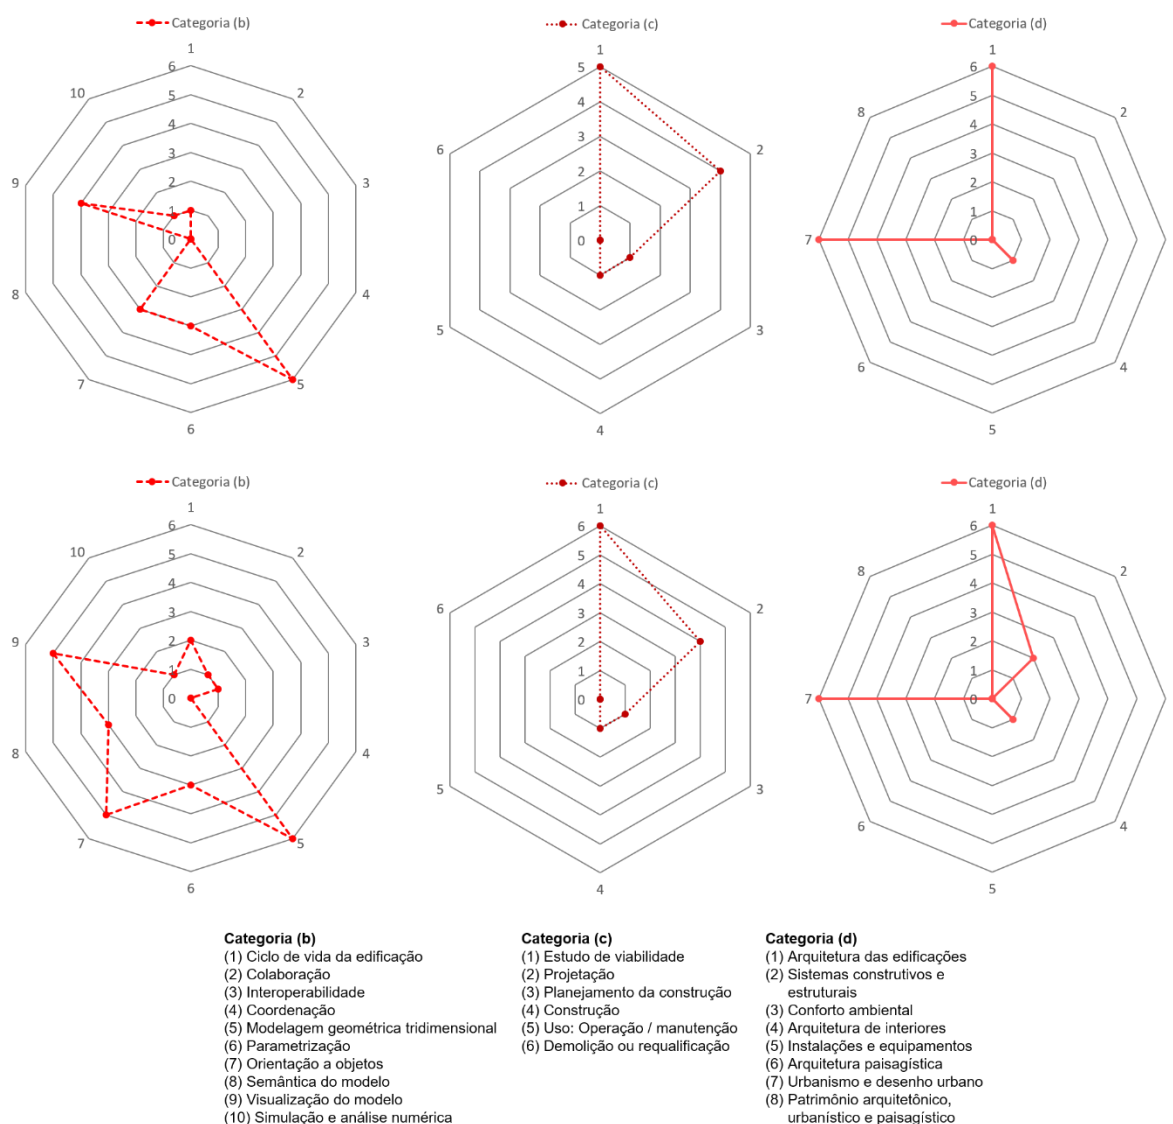 Categoria (b)
1
2
3
4
5
6
7
8
9
10
6
5
4
3
2
1
0
Categoria (c)
1
2
3
4
5
6
5
4
3
2
1
0
Categoria (d)
1
2
4
5
6
7
8
6
5
4
3
2
1
0
Categoria (b)
1
2
3
4
5
6
7
8
9
10
6
5
4
3
2
1
0
Categoria (c)
1
2
3
4
5
6
6
5
4
3
2
1
0
Categoria (d)
1
2
4
5
6
7
8
6
5
4
3
2
1
0
Categoria (b)
(1) Ciclo de vida da edificação
(2) Colaboração
(3) Interoperabilidade
(4) Coordenação
(5) Modelagem geométrica tridimensional
(6) Parametrização
(7) Orientação a objetos
(8) Semântica do modelo
(9) Visualização do modelo
(10) Simulação e análise numérica
Categoria (c)
(1) Estudo de viabilidade
(2) Projetação
(3) Planejamento da construção
(4) Construção
(5) Uso: Operação / manutenção
(6) Demolição ou requalificação
Categoria (d)
(1) Arquitetura das edificações
(2) Sistemas construtivos e
estruturais
(3) Conforto ambiental
(4) Arquitetura de interiores
(5) Instalações e equipamentos
(6) Arquitetura paisagística
(7) Urbanismo e desenho urbano
(8) Patrimônio arquitetônico,
urbanístico e paisagístico